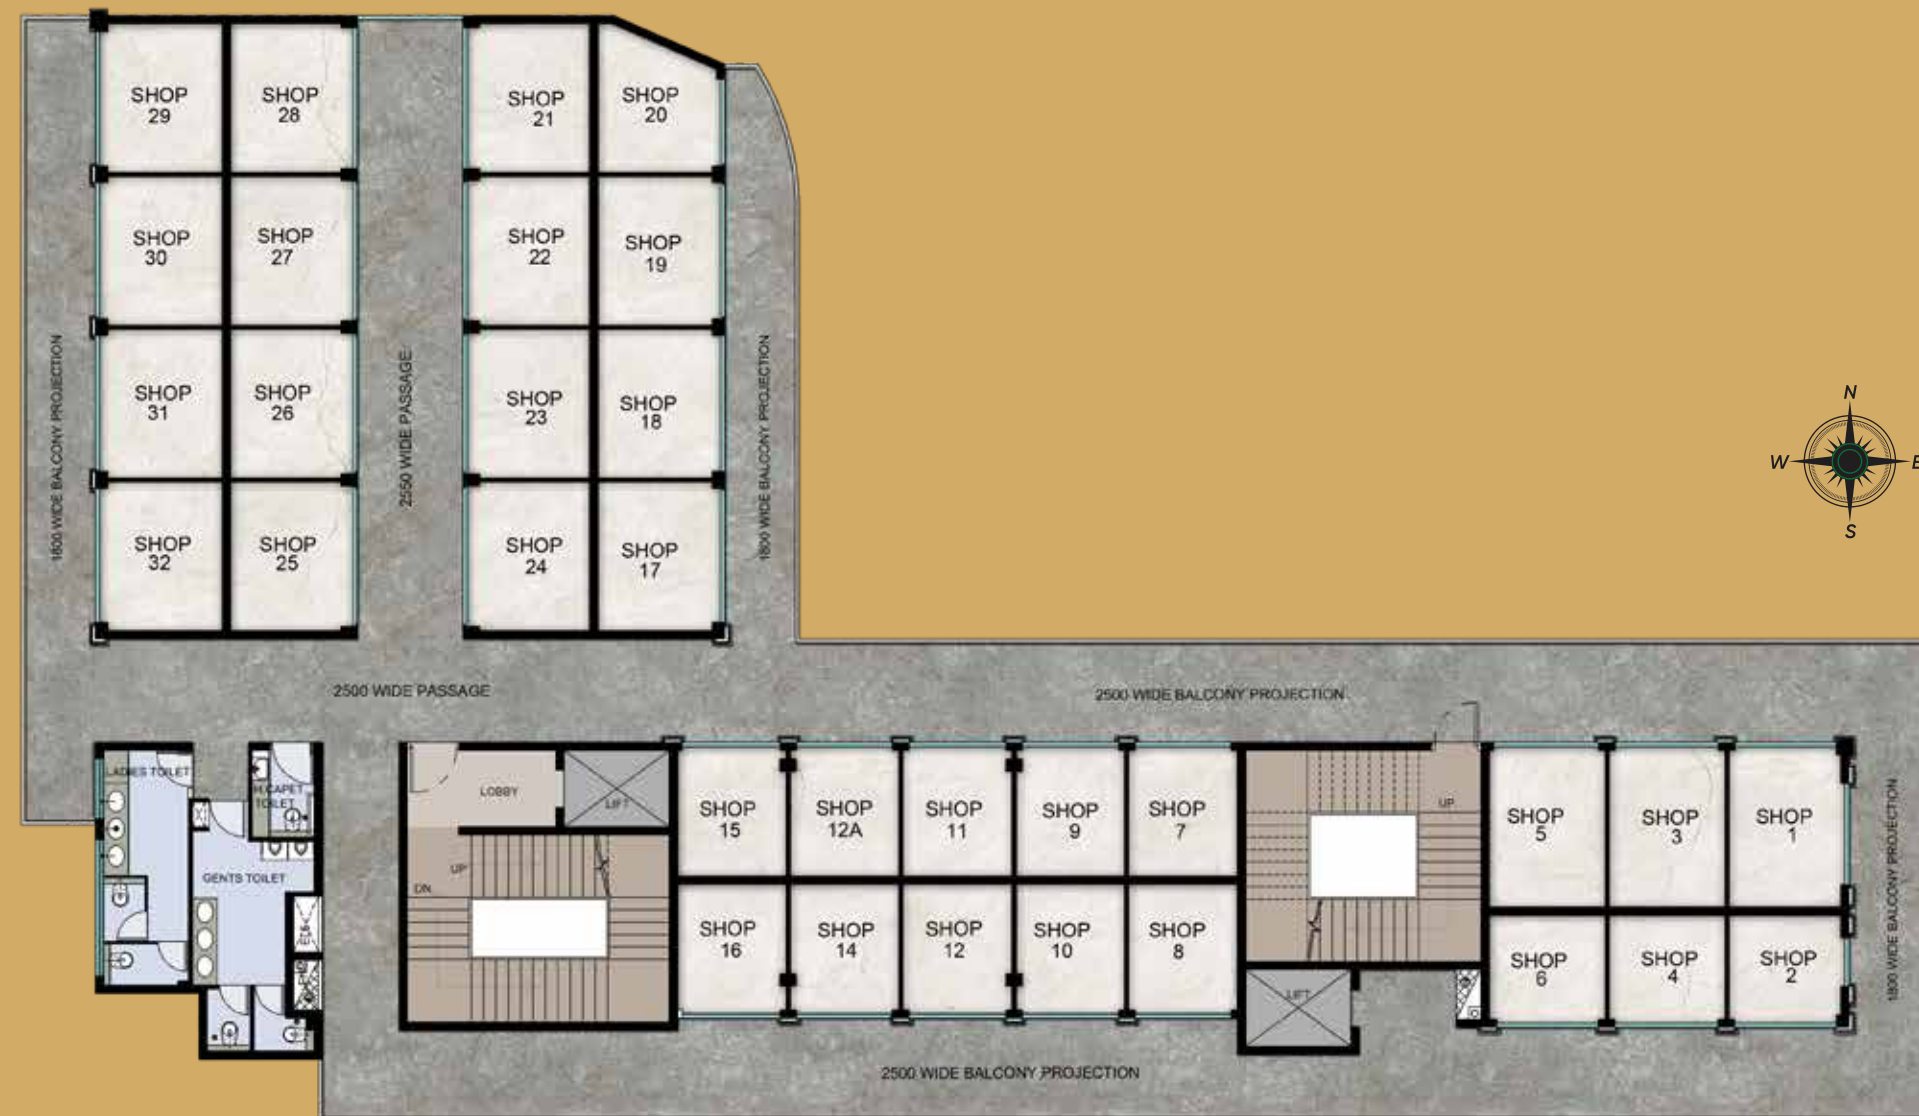 SHOP
29
SHOP
28
SHOP
21
SHOP
20
SHOP
30
SHOP
27
SHOP
22
SHOP
19
SHOP
31
SHOP
26
SHOP
23
SHOP
18
SHOP
32
SHOP
25
SHOP
24
SHOP
17
1800 WIDE BALCONY PROJECTION
2550 WIDE PASSAGE
1800 WIDE BALCONY PROJECTION
N
W
E
S
2500 WIDE PASSAGE
2500 WIDE BALCONY PROJECTION
LADIES TOILET
H.CAPET
TOILET
GENTS TOILET
LOBBY
LIFT
UP
DN
SHOP
15
SHOP
12A
SHOP
11
SHOP
9
SHOP
7
UP
SHOP
5
SHOP
3
SHOP
1
SHOP
16
SHOP
14
SHOP
12
SHOP
10
SHOP
8
LIFT
SHOP
6
SHOP
4
SHOP
2
1800 WIDE BALCONY PROJECTION
2500 WIDE BALCONY PROJECTION